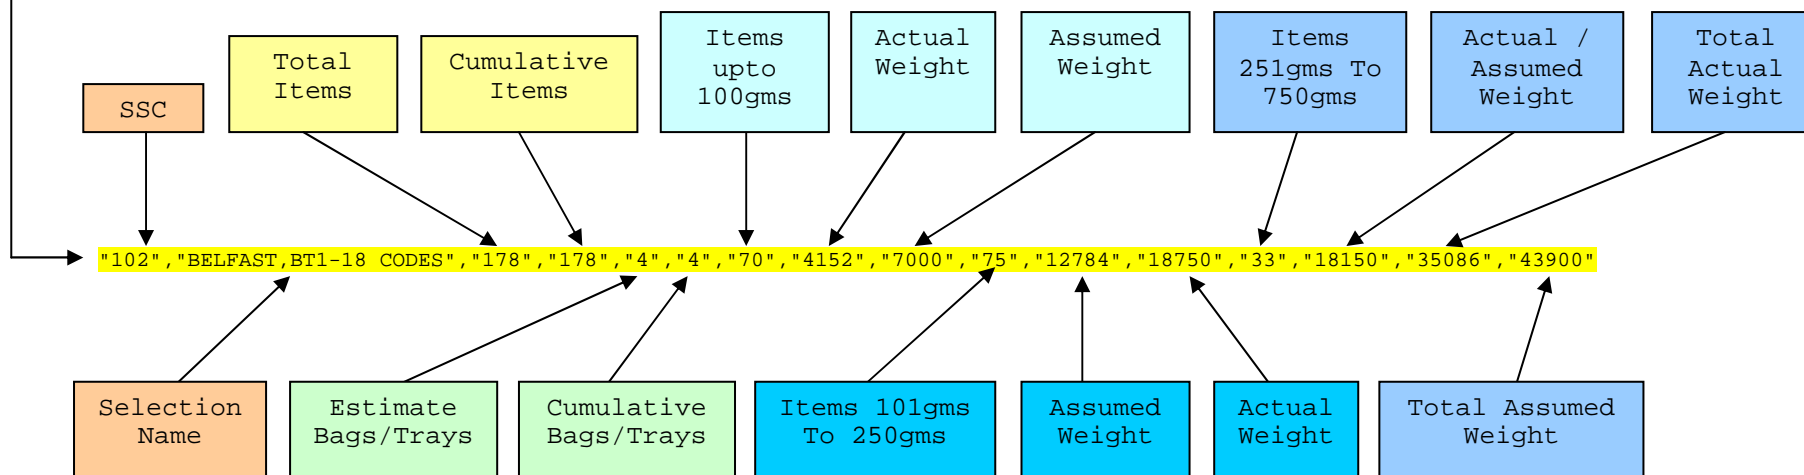 SSC
Total
Items
Cumulative
Items
Items
upto
100gms
Actual
Weight
Assumed
Weight
Items
251gms To
750gms
Actual /
Assumed
Weight
Total
Actual
Weight
"102","BELFAST,BT1-18 CODES","178","178","4","4","70","4152","7000","75","12784","18750","33","18150","35086","43900"
Selection
Name
Estimate
Bags/Trays
Cumulative
Bags/Trays
Items 101gms
To 250gms
Assumed
Weight
Actual
Weight
Total Assumed
Weight